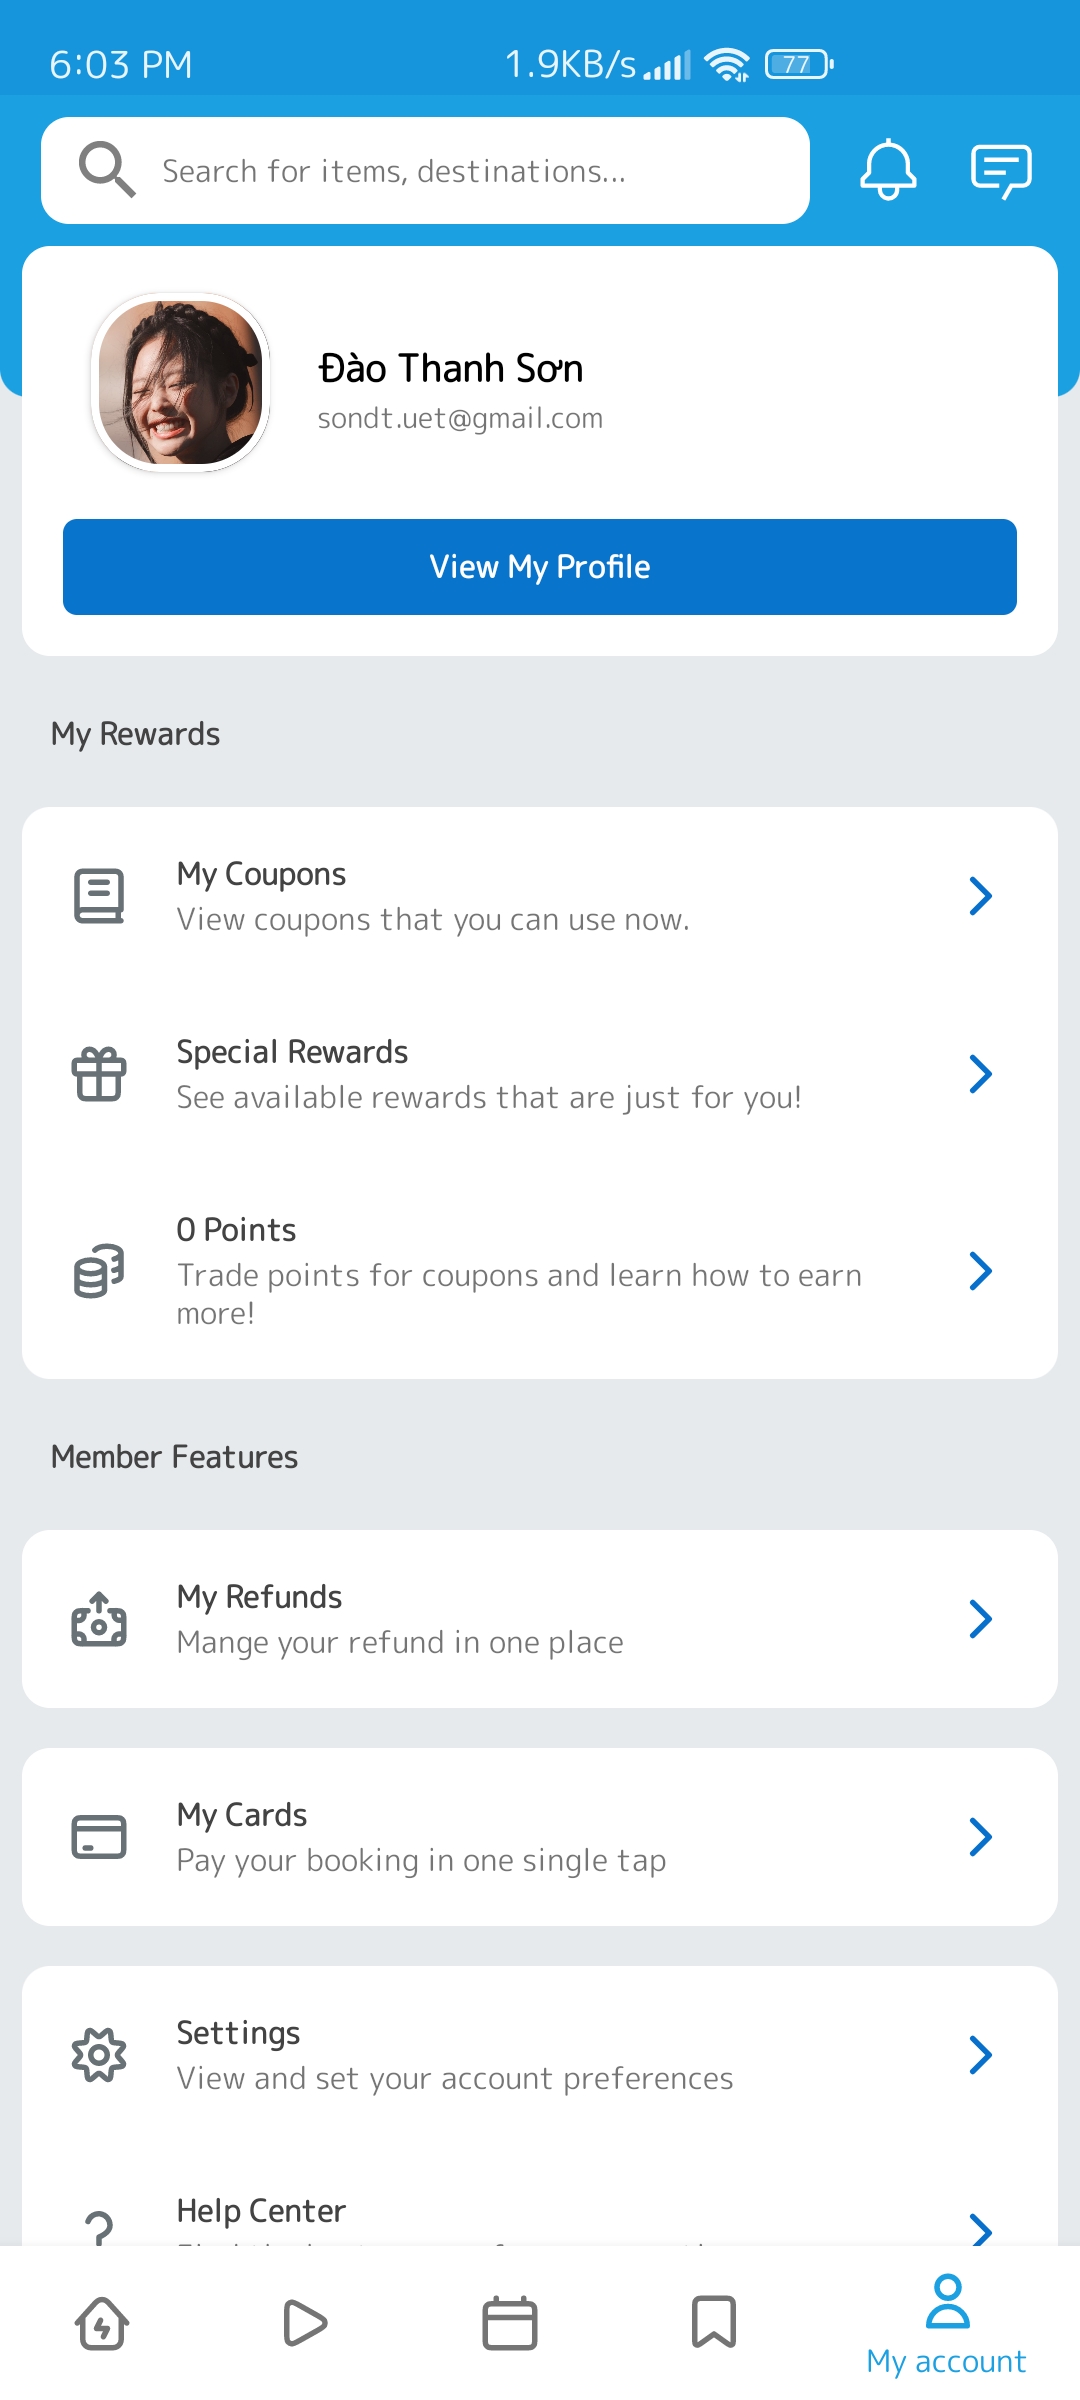 6:03 PM
1.9KB/s
77
Search for items, destinations...
Đào Thanh Sơn
sondt.uet@gmail.com
View My Profile
My Rewards
My Coupons
View coupons that you can use now.
Special Rewards
See available rewards that are just for you!
0 Points
Trade points for coupons and learn how to earn
more!
Member Features
My Refunds
Mange your refund in one place
My Cards
Pay your booking in one single tap
Settings
View and set your account preferences
Help Center
My account